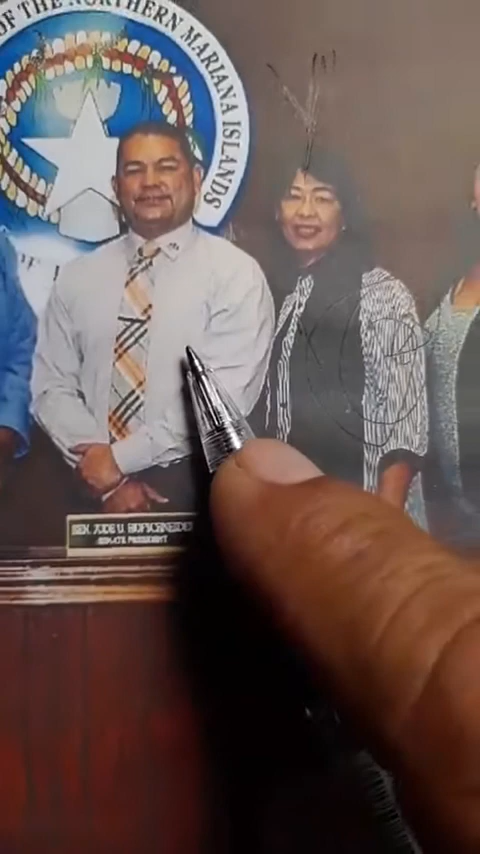 OF THE NORTHERN MARIANA ISLANDS
SEN. JUDE U. HOFSCHNEIDER
SENATE PRESIDENT